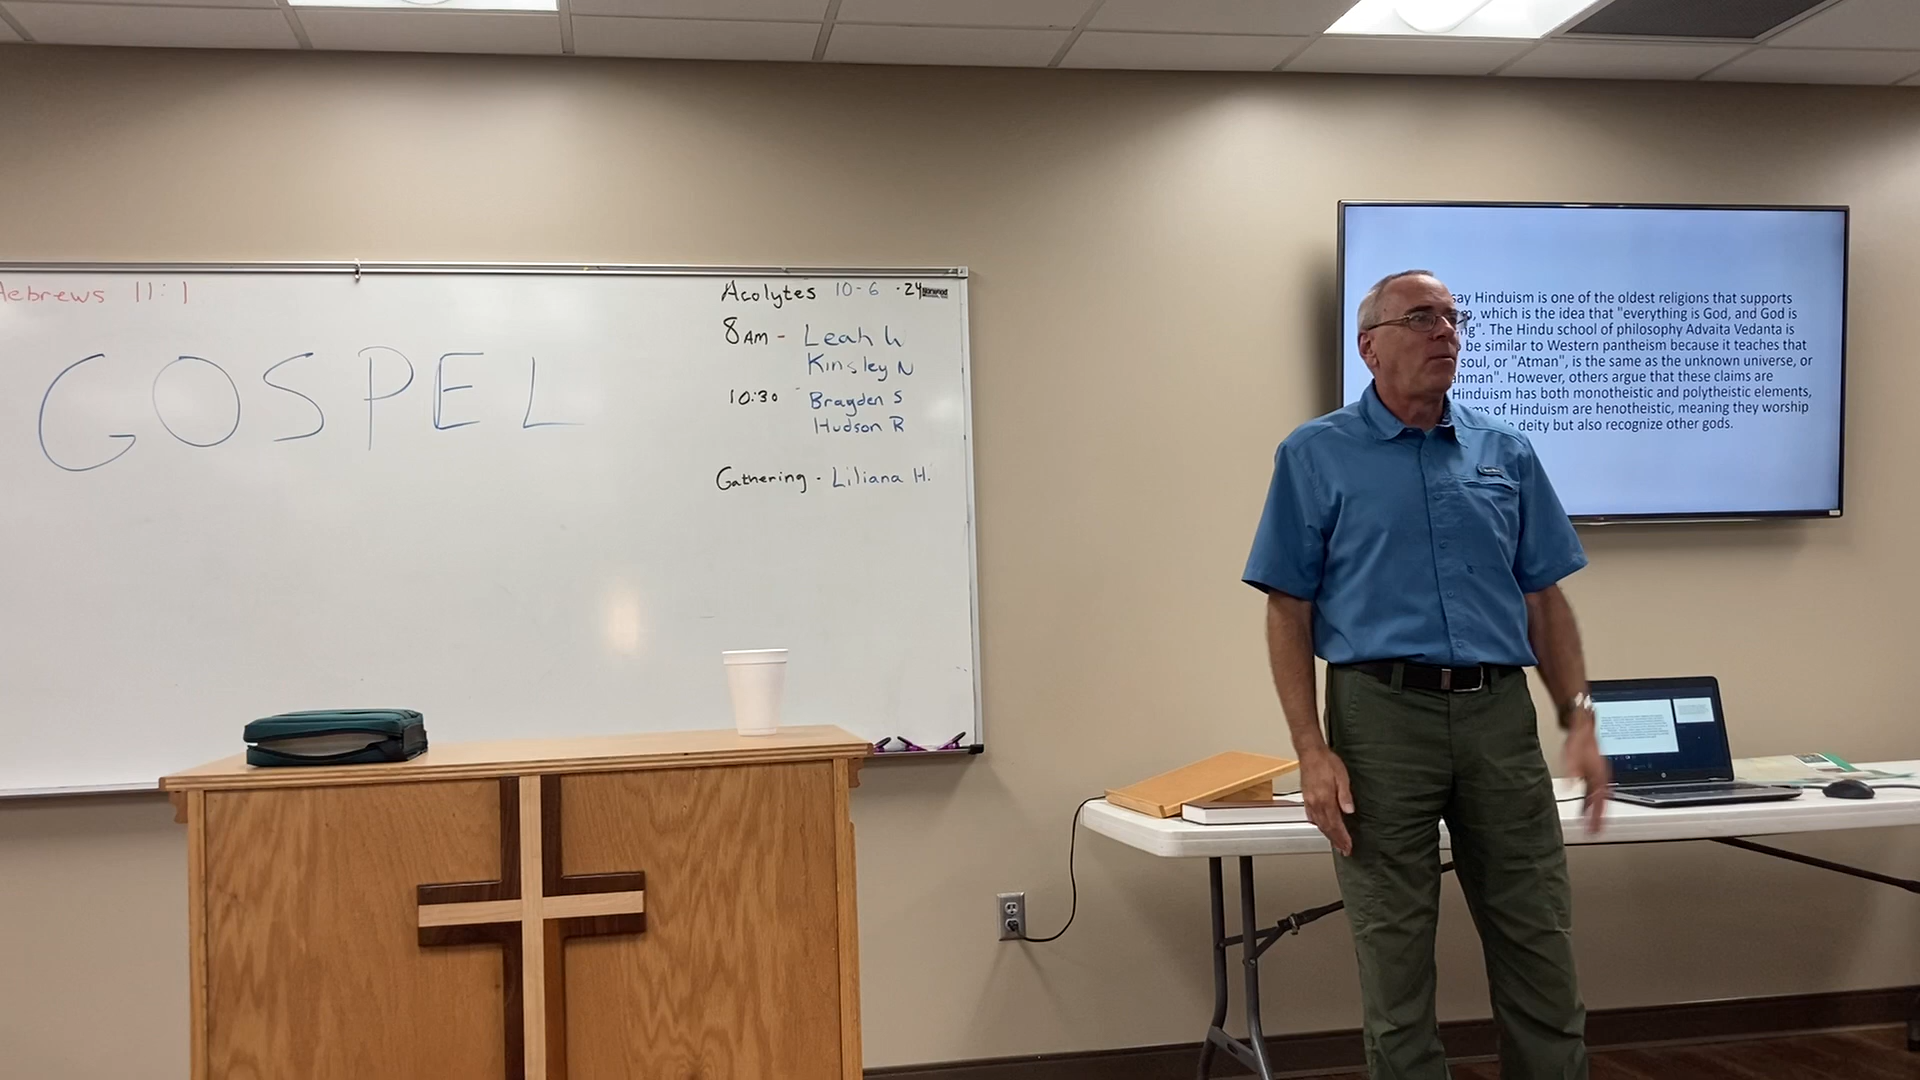 Hebrews 11:1
GOSPEL
Acolytes 10-6-24
8AM - Leah W
Kinsley N
10:30 - Brayden S
Hudson R
Gathering - Liliana H.
say Hinduism is one of the oldest religions that supports
, which is the idea that "everything is God, and God is
". The Hindu school of philosophy Advaita Vedanta is
be similar to Western pantheism because it teaches that
soul, or "Atman", is the same as the unknown universe, or
ahman". However, others argue that these claims are
Hinduism has both monotheistic and polytheistic elements,
ms of Hinduism are henotheistic, meaning they worship
deity but also recognize other gods.